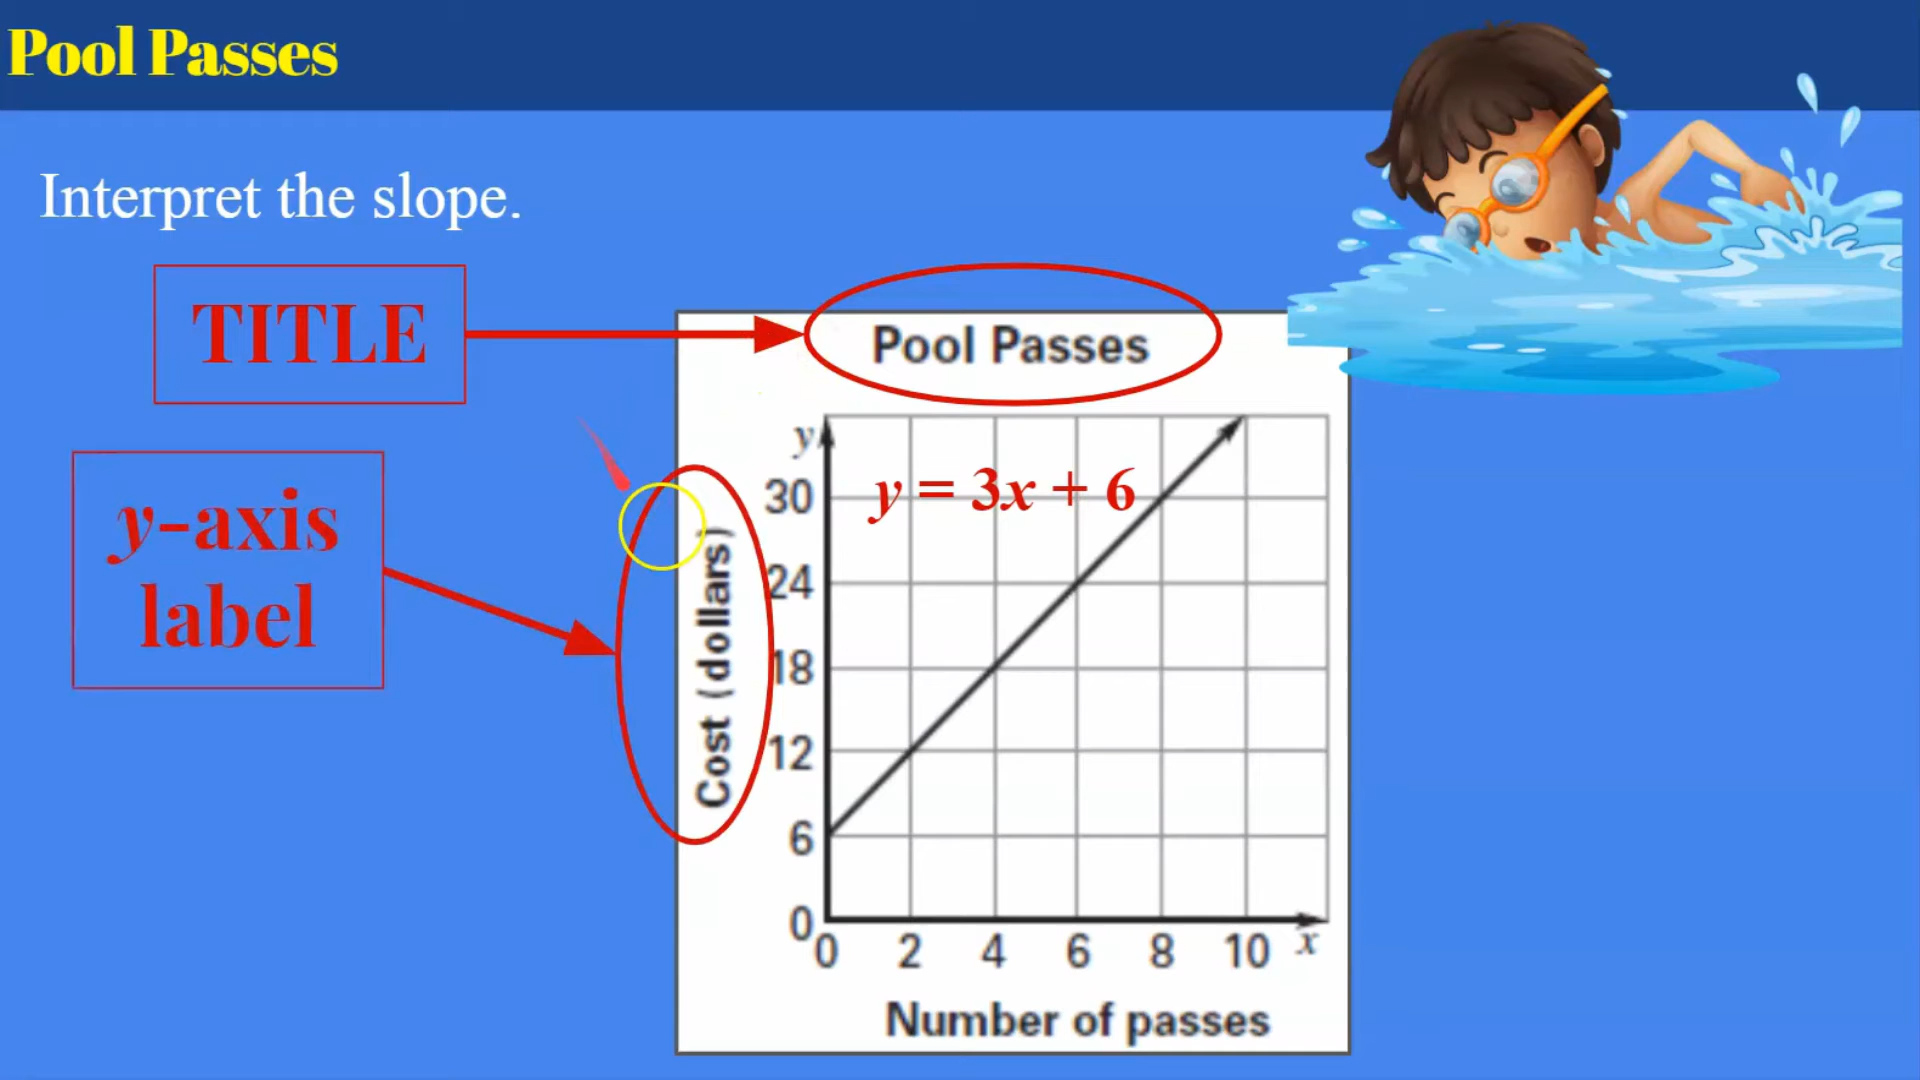 Pool Passes
Interpret the slope.
TITLE
y-axis
label
Pool Passes
y
y = 3x + 6
Cost (dollars)
30
24
18
12
6
0
0 2 4 6 8 10 x
Number of passes